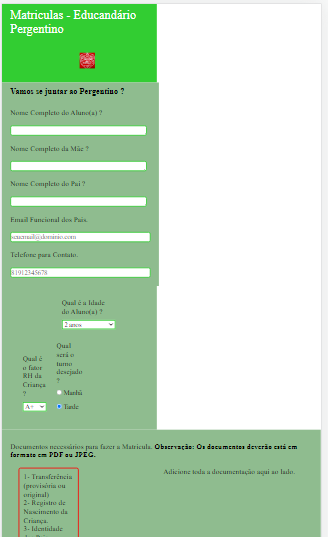 Matriculas - Educandário
Pergentino
Vamos se juntar ao Pergentino ?
Nome Completo do Aluno(a) ?
Nome Completo da Mãe ?
Nome Completo do Pai ?
Email Funcional dos Pais.
seuemail@dominio.com
Telefone para Contato.
81912345678
Qual é a Idade
do Aluno(a) ?
2 anos
Qual é
o fator
RH da
Criança
?
A+
Qual
será o
turno
desejado
?
Manhã
Tarde
Documentos necessários para fazer a Matricula. Observação: Os documentos deverão está em
formato em PDF ou JPEG.
1- Transferência
(provisória ou
original)
2- Registro de
Nascimento da
Criança.
3- Identidade
Adicione toda a documentação aqui ao lado.